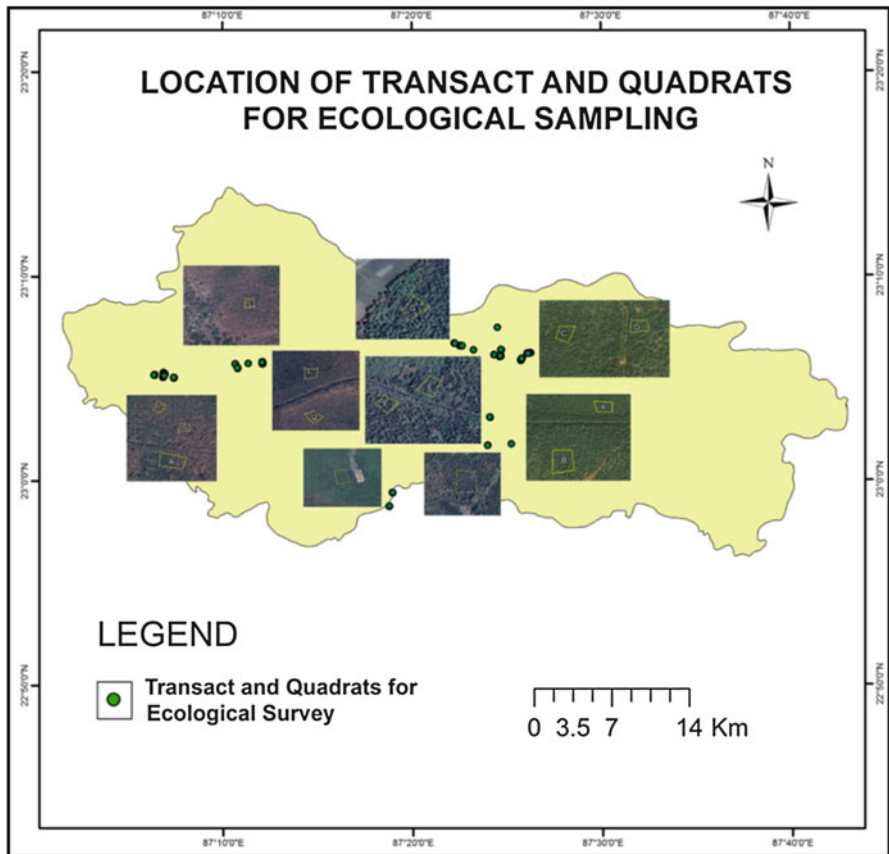 87°10'0"E 87°20'0"E 87°30'0"E 87°40'0"E
23°20'0"N 23°20'0"N
LOCATION OF TRANSACT AND QUADRATS
FOR ECOLOGICAL SAMPLING
N
23°10'0"N 23°10'0"N
23°0'0"N 23°0'0"N
LEGEND
Transact and Quadrats for
Ecological Survey
22°50'0"N 22°50'0"N
0 3.5 7 14 Km
87°10'0"E 87°20'0"E 87°30'0"E 87°40'0"E